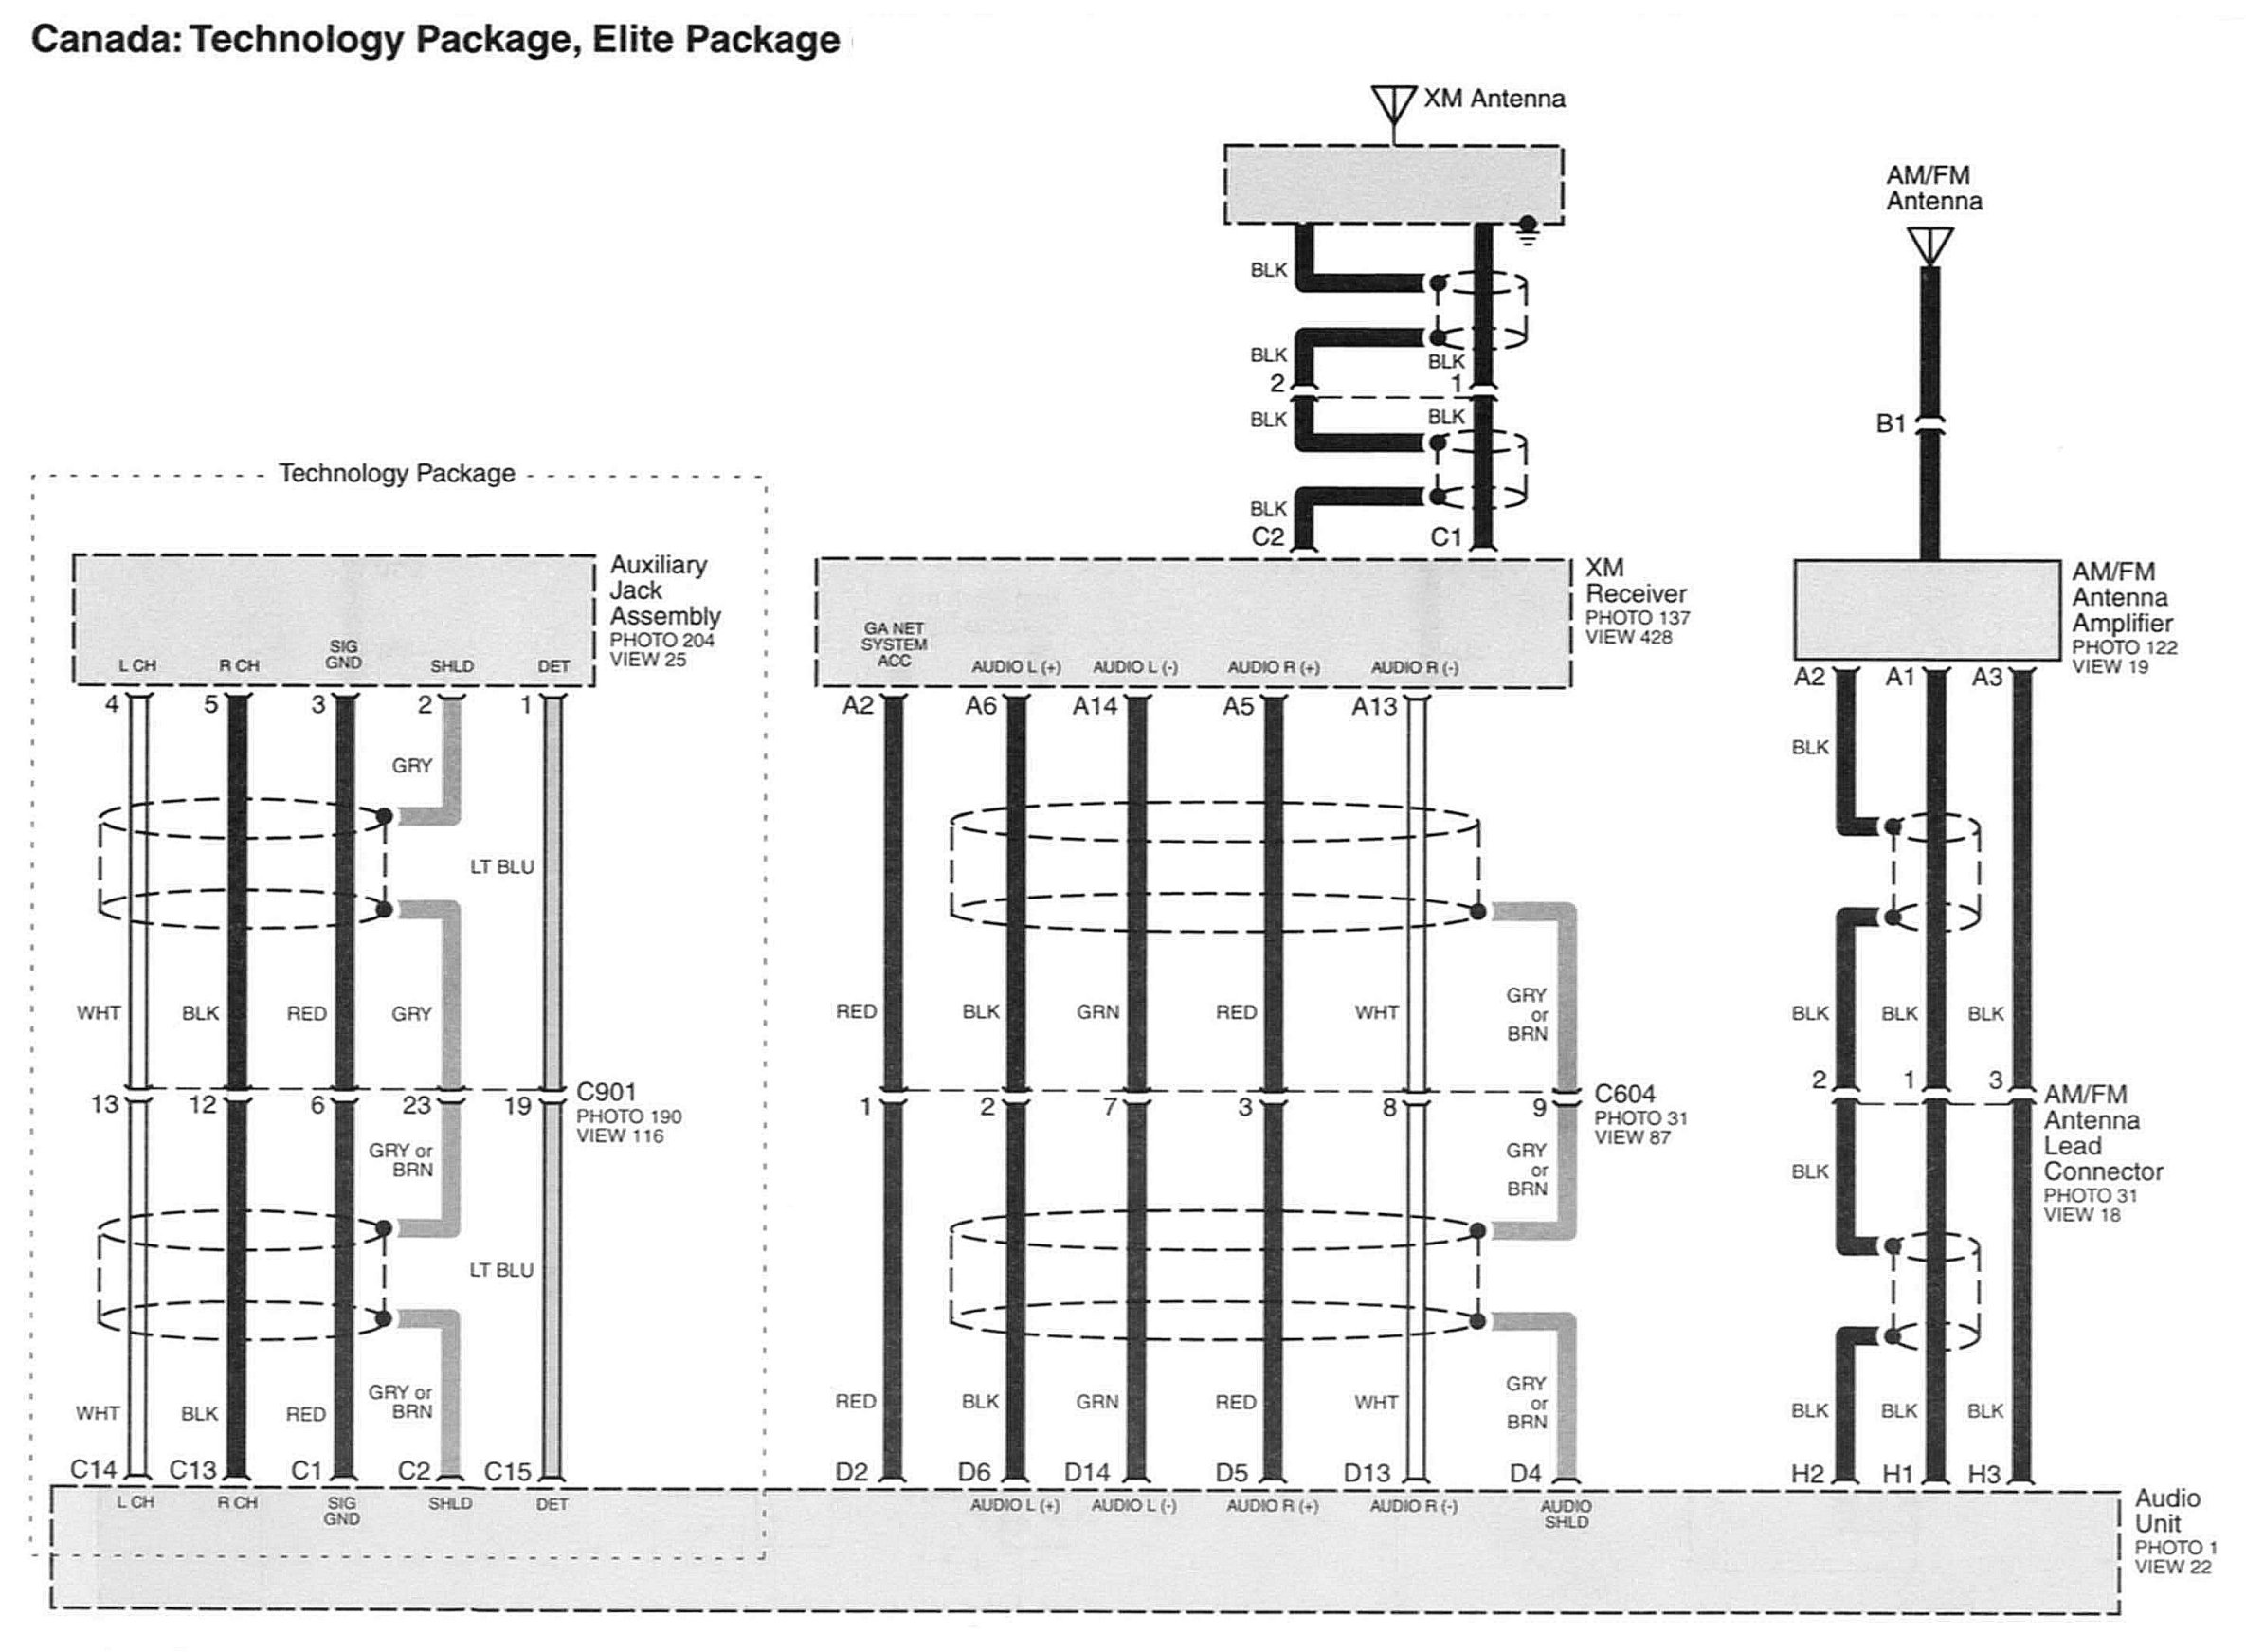 Canada: Technology Package, Elite Package
XM Antenna
AM/FM
Antenna
BLK
BLK
BLK
2
1
BLK
BLK
B1
BLK
C2
C1
Technology Package
Auxiliary
Jack
Assembly
PHOTO 204
VIEW 25
L CH
R CH
SIG
GND
SHLD
DET
XM
Receiver
PHOTO 137
VIEW 428
GA NET
SYSTEM
ACC
AUDIO L (+)
AUDIO L (-)
AUDIO R (+)
AUDIO R (-)
AM/FM
Antenna
Amplifier
PHOTO 122
VIEW 19
4
5
3
2
1
A2
A6
A14
A5
A13
A2
A1
A3
GRY
BLK
LT BLU
WHT
BLK
RED
GRY
RED
BLK
GRN
RED
WHT
GRY
or
BRN
BLK
BLK
BLK
13
12
6
23
19
C901
PHOTO 190
VIEW 116
1
2
7
3
8
9
C604
PHOTO 31
VIEW 87
2
1
3
AM/FM
Antenna
Lead
Connector
PHOTO 31
VIEW 18
GRY or
BRN
GRY
or
BRN
BLK
LT BLU
WHT
BLK
RED
GRY or
BRN
RED
BLK
GRN
RED
WHT
GRY
or
BRN
BLK
BLK
BLK
C14
C13
C1
C2
C15
D2
D6
D14
D5
D13
D4
H2
H1
H3
L CH
R CH
SIG
GND
SHLD
DET
AUDIO L (+)
AUDIO L (-)
AUDIO R (+)
AUDIO R (-)
AUDIO
SHLD
Audio
Unit
PHOTO 1
VIEW 22